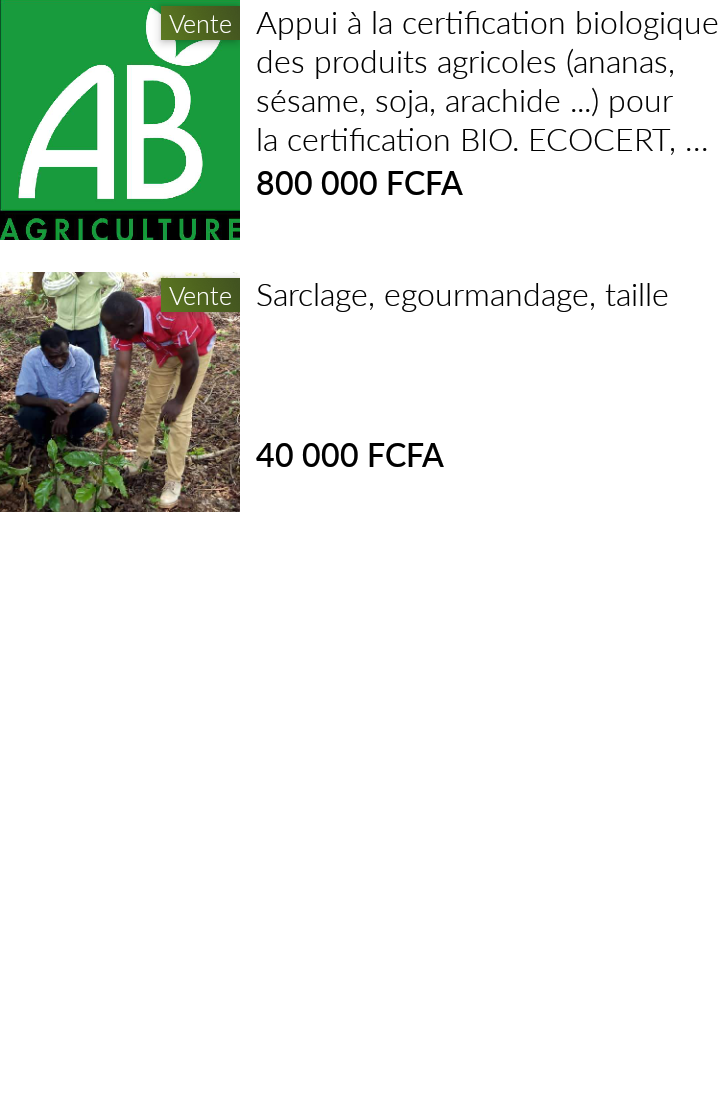 Vente
AB
AGRICULTURE
Appui à la certification biologique
des produits agricoles (ananas,
sésame, soja, arachide ...) pour
la certification BIO. ECOCERT, ...
800 000 FCFA
Vente
Sarclage, egourmandage, taille
40 000 FCFA